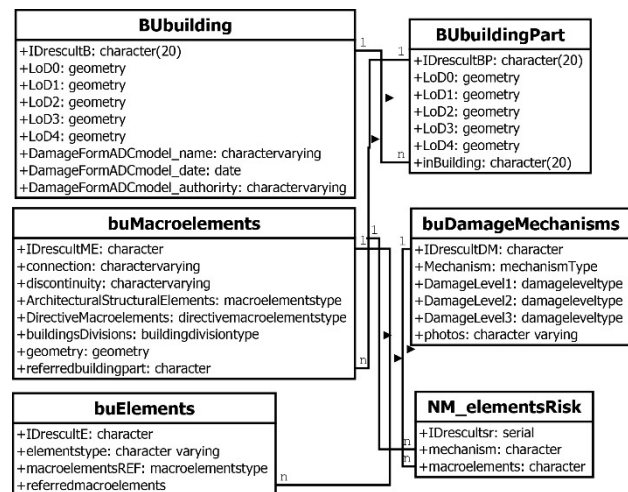 BUbuilding
+IDrescultB: character(20)
+LoD0: geometry
+LoD1: geometry
+LoD2: geometry
+LoD3: geometry
+LoD4: geometry
+DamageFormADCmodel_name: charactervarying
+DamageFormADCmodel_date: date
+DamageFormADCmodel_authorirty: charactervarying
1
n
1
n
BUbuildingPart
+IDrescultBP: character(20)
+LoD0: geometry
+LoD1: geometry
+LoD2: geometry
+LoD3: geometry
+LoD4: geometry
+inBuilding: character(20)
buMacroelements
+IDrescultME: character
+connection: charactervarying
+discontinuity: charactervarying
+ArchitecturalStructuralElements: macroelementstype
+DirectiveMacroelements: directivemacroelementstype
+buildingsDivisions: buildingdivisiontype
+geometry: geometry
+referredbuildingpart: character
1
1
1
n
buDamageMechanisms
+IDrescultDM: character
+Mechanism: mechanismType
+DamageLevel1: damageleveltype
+DamageLevel2: damageleveltype
+DamageLevel3: damageleveltype
+photos: character varying
buElements
+IDrescultE: character
+elementstype: character varying
+macroelementsREF: macroelementstype
+referredmacroelements
n
n
n
NM_elementsRisk
+IDrescultsr: serial
+mechanism: character
+macroelements: character